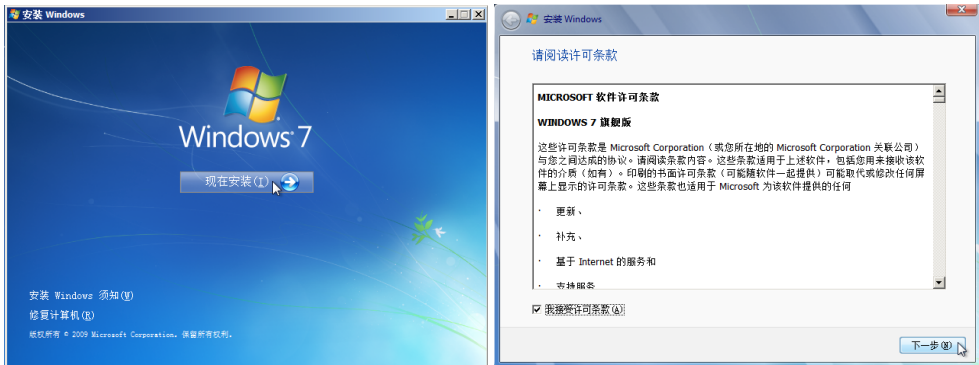 安装 Windows
Windows 7
现在安装(I)
安装 Windows 须知(W)
修复计算机(R)
版权所有 © 2009 Microsoft Corporation。保留所有权利。
安装 Windows
请阅读许可条款
MICROSOFT 软件许可条款
WINDOWS 7 旗舰版
这些许可条款是 Microsoft Corporation（或您所在地的 Microsoft Corporation 关联公司）
与您之间达成的协议。请阅读条款内容。这些条款适用于上述软件，包括您用来接收该软
件的介质（如有）。印刷的书面许可条款（可能随软件一起提供）可能取代或修改任何屏
幕上显示的许可条款。这些条款也适用于 Microsoft 为该软件提供的任何
· 更新、
· 补充、
· 基于 Internet 的服务和
· 支持服务
我接受许可条款(A)
下一步(N)